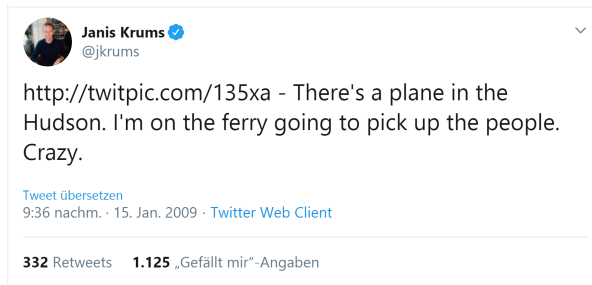 Janis Krums
@jkrums
http://twitpic.com/135xa - There's a plane in the
Hudson. I'm on the ferry going to pick up the people.
Crazy.
Tweet übersetzen
9:36 nachm. · 15. Jan. 2009 · Twitter Web Client
332 Retweets 1.125 „Gefällt mir“-Angaben